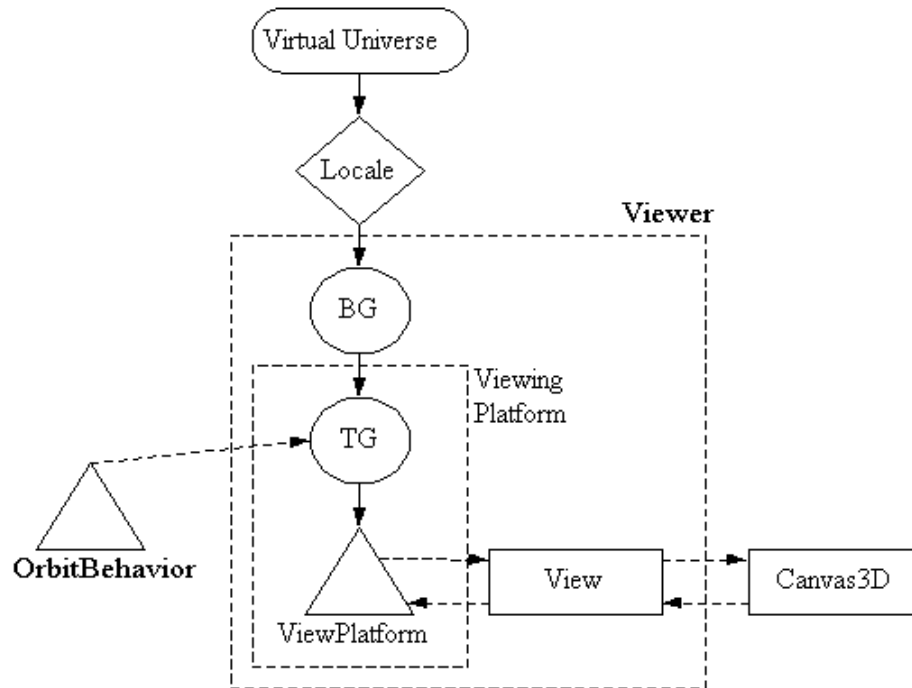 Virtual Universe
Locale
Viewer
BG
Viewing
Platform
TG
OrbitBehavior
View
Canvas3D
ViewPlatform